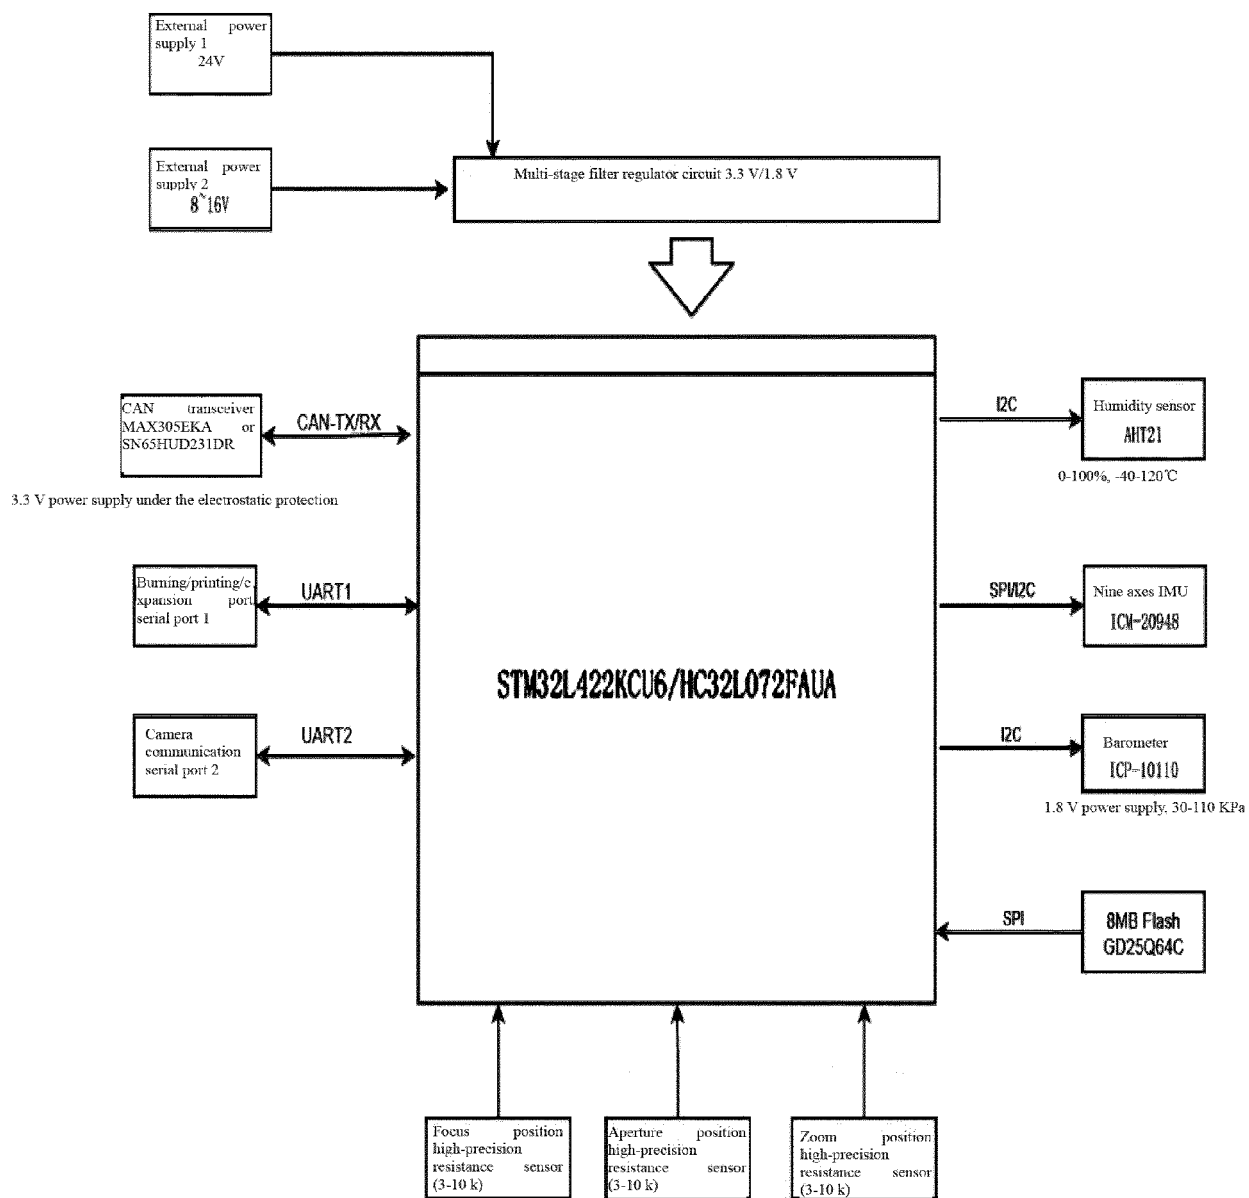 External power
supply 1
24V
External power
supply 2
8~16V
Multi-stage filter regulator circuit 3.3 V/1.8 V
CAN transceiver
MAX305EKA or
SN65HUD231DR
CAN-TX/RX
3.3 V power supply under the electrostatic protection
I2C
Humidity sensor
AHT21
0-100%, -40-120℃
Burning/printing/e
xpansion port
serial port 1
UART1
SPI/I2C
Nine axes IMU
ICM-20948
STM32L422KCU6/HC32L072FAUA
Camera
communication
serial port 2
UART2
I2C
Barometer
ICP-10110
1.8 V power supply, 30-110 KPa
SPI
8MB Flash
GD25Q64C
Focus position
high-precision
resistance sensor
(3-10 k)
Aperture position
high-precision
resistance sensor
(3-10 k)
Zoom position
high-precision
resistance sensor
(3-10 k)